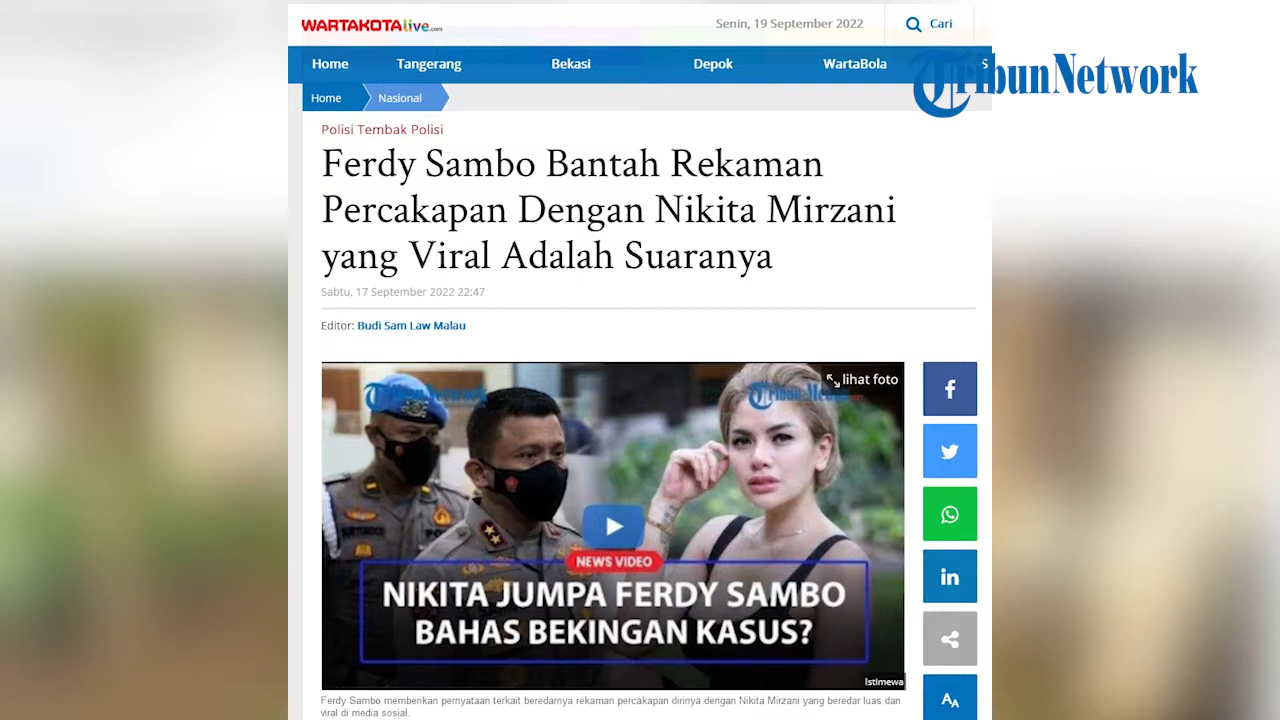 WARTAKOTAlive.com
Senin, 19 September 2022
Cari
Home Tangerang Bekasi Depok WartaBola S
TribunNetwork
Home Nasional
Polisi Tembak Polisi
Ferdy Sambo Bantah Rekaman
Percakapan Dengan Nikita Mirzani
yang Viral Adalah Suaranya
Sabtu, 17 September 2022 22:47
Editor: Budi Sam Law Malau
lihat foto
NEWS VIDEO
NIKITA JUMPA FERDY SAMBO
BAHAS BEKINGAN KASUS?
Istimewa
AA
Ferdy Sambo memberikan pernyataan terkait beredarnya rekaman percakapan dirinya dengan Nikita Mirzani yang beredar luas dan
viral di media sosial.